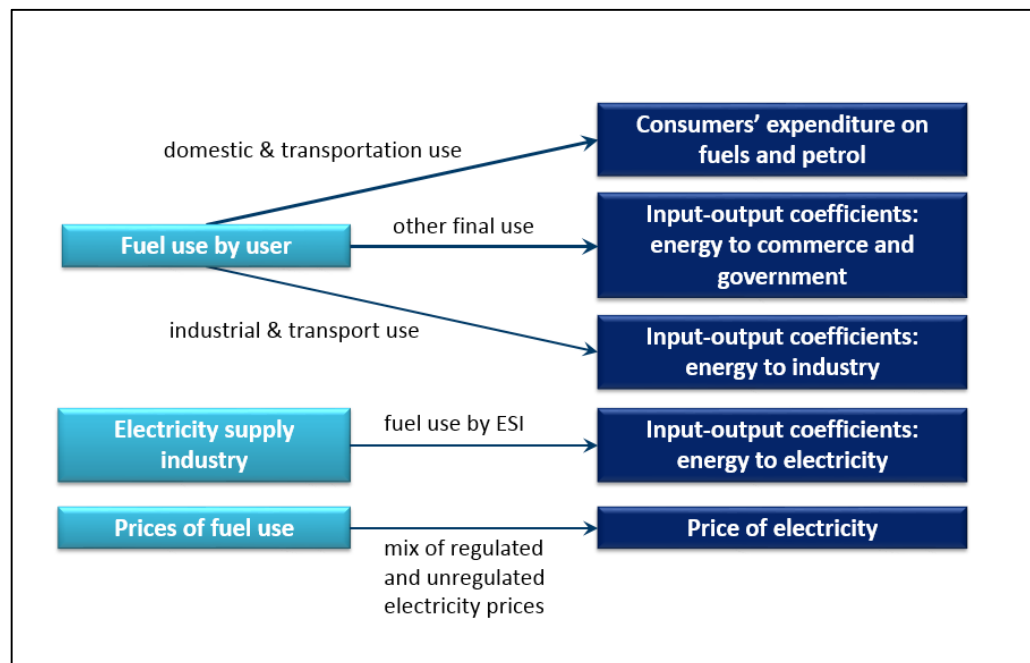 domestic & transportation use
Consumers’ expenditure on
fuels and petrol
Fuel use by user
other final use
Input-output coefficients:
energy to commerce and
government
industrial & transport use
Input-output coefficients:
energy to industry
Electricity supply
industry
fuel use by ESI
Input-output coefficients:
energy to electricity
Prices of fuel use
mix of regulated
and unregulated
electricity prices
Price of electricity